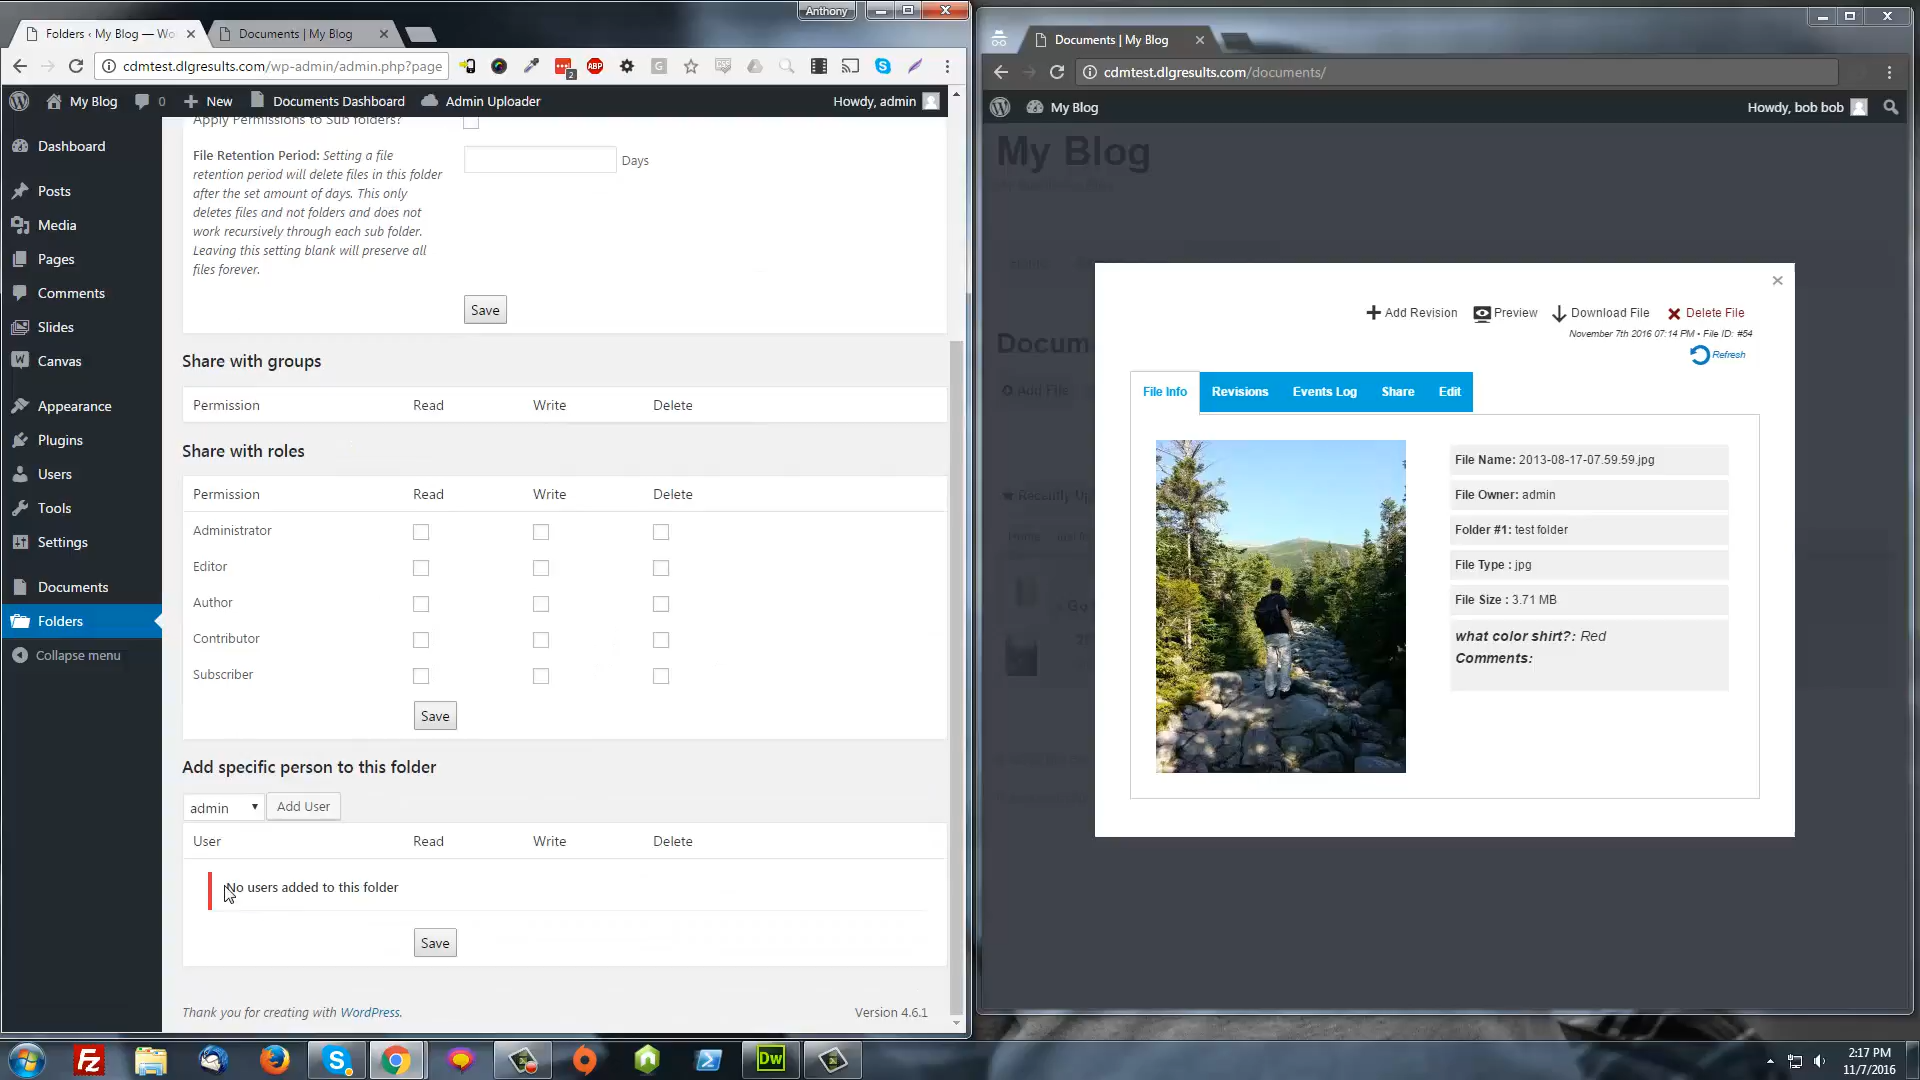 Anthony
Folders ‹ My Blog — Wo
Documents | My Blog
cdmtest.dlgresults.com/wp-admin/admin.php?page
My Blog
0
New
Documents Dashboard
Admin Uploader
Howdy, admin
Dashboard
Posts
Media
Pages
Comments
Slides
Canvas
Appearance
Plugins
Users
Tools
Settings
Documents
Folders
Collapse menu
Apply Permissions to Sub folders?
File Retention Period: Setting a file
retention period will delete files in this folder
after the set amount of days. This only
deletes files and not folders and does not
work recursively through each sub folder.
Leaving this setting blank will preserve all
files forever.
Days
Save
Share with groups
Permission Read Write Delete
Share with roles
Permission Read Write Delete
Administrator
Editor
Author
Contributor
Subscriber
Save
Add specific person to this folder
admin
Add User
User Read Write Delete
No users added to this folder
Save
Thank you for creating with WordPress.
Version 4.6.1
Documents | My Blog
cdmtest.dlgresults.com/documents/
My Blog
Howdy, bob bob
My Blog
Docum
Add File
Recently Up
Add Revision
Preview
Download File
Delete File
November 7th 2016 07:14 PM • File ID: #54
Refresh
File Info
Revisions
Events Log
Share
Edit
File Name: 2013-08-17-07.59.59.jpg
File Owner: admin
Folder #1: test folder
File Type : jpg
File Size : 3.71 MB
what color shirt?: Red
Comments:
ABP
2
Dw
2:17 PM
11/7/2016